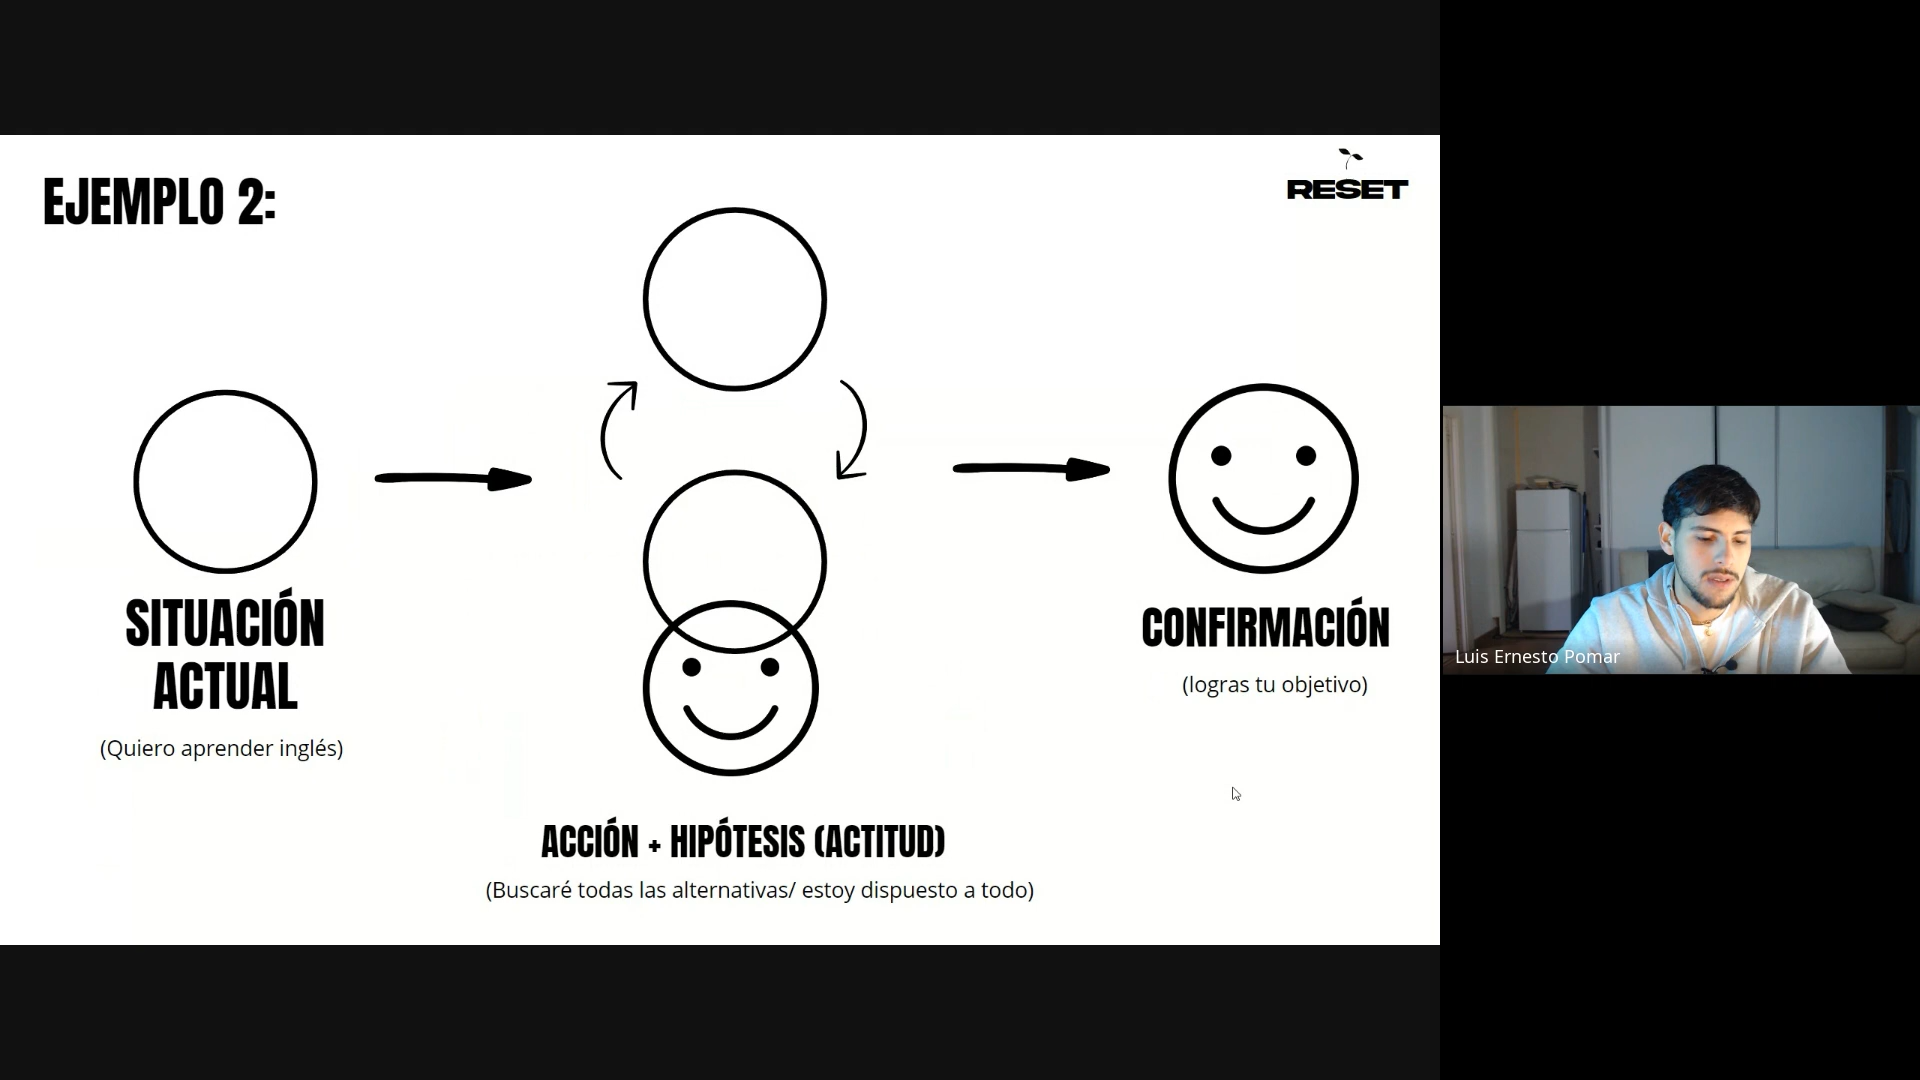 EJEMPLO 2:
RESET
SITUACIÓN
ACTUAL
(Quiero aprender inglés)
ACCIÓN + HIPÓTESIS (ACTITUD)
(Buscaré todas las alternativas/ estoy dispuesto a todo)
CONFIRMACIÓN
(logras tu objetivo)
Luis Ernesto Pomar